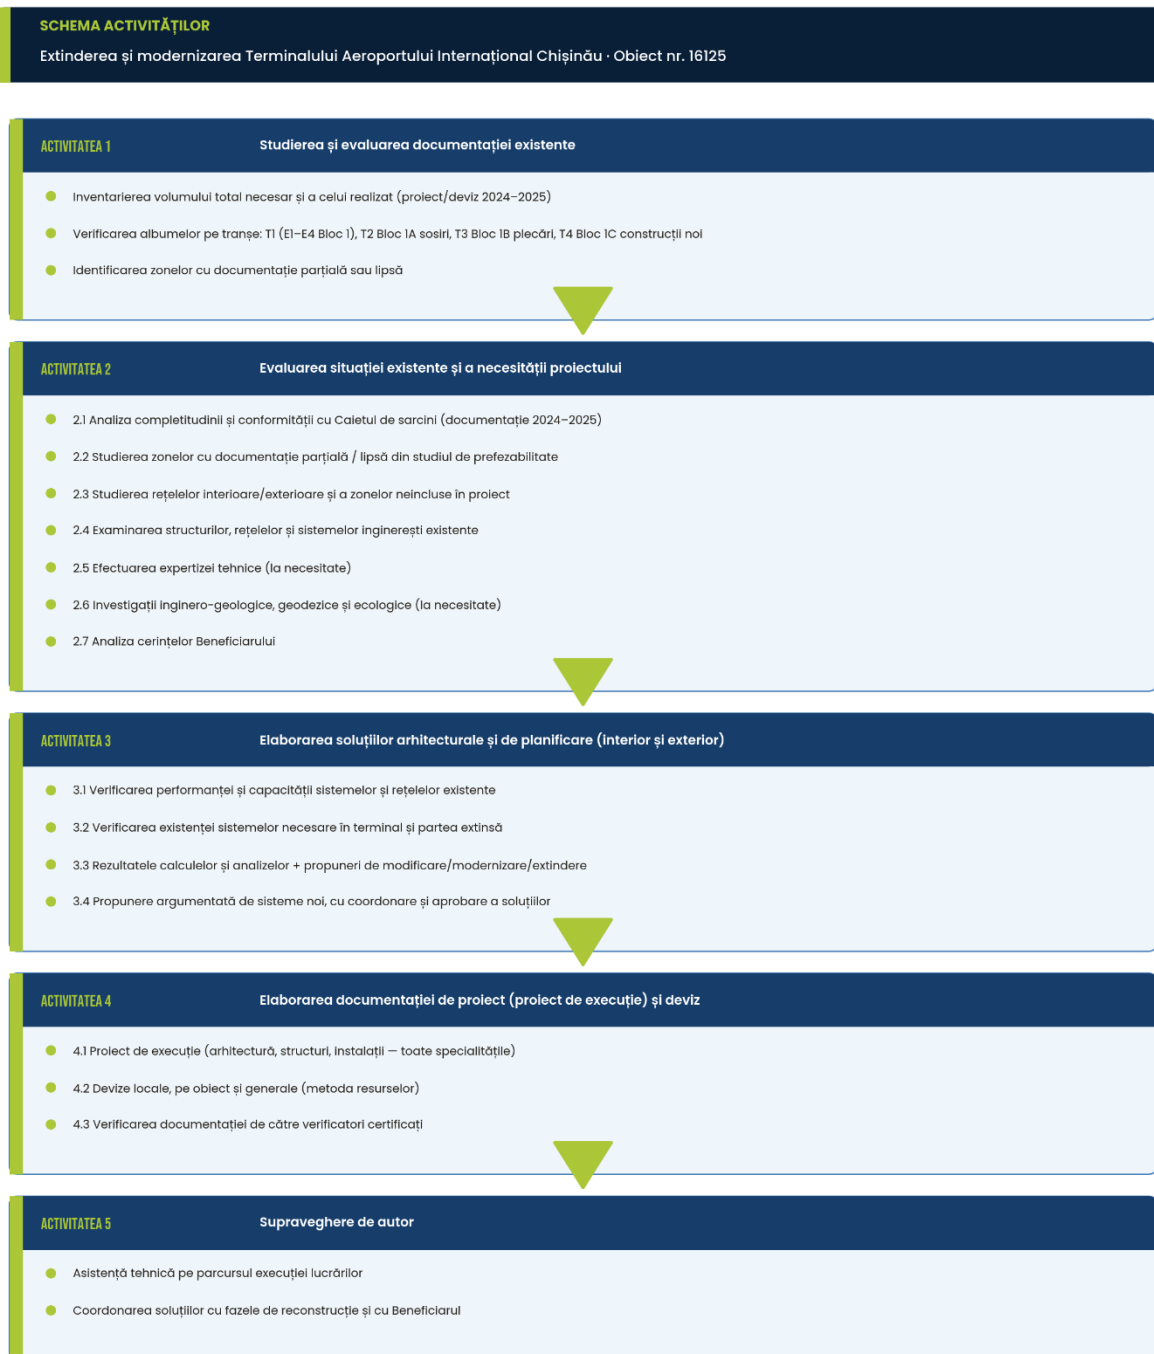 SCHEMA ACTIVITĂȚILOR
Extinderea și modernizarea Terminalului Aeroportului Internațional Chișinău · Obiect nr. 16125
ACTIVITATEA 1
Studierea și evaluarea documentației existente
Inventarierea volumului total necesar și a celui realizat (proiect/deviz 2024–2025)
Verificarea albumelor pe tranșe: T1 (E1–E4 Bloc 1), T2 Bloc 1A sosiri, T3 Bloc 1B plecări, T4 Bloc 1C construcții noi
Identificarea zonelor cu documentație parțială sau lipsă
ACTIVITATEA 2
Evaluarea situației existente și a necesității proiectului
2.1 Analiza completitudinii și conformității cu Caietul de sarcini (documentație 2024–2025)
2.2 Studierea zonelor cu documentație parțială / lipsă din studiul de prefezabilitate
2.3 Studierea rețelelor interioare/exterioare și a zonelor neincluse în proiect
2.4 Examinarea structurilor, rețelelor și sistemelor inginerești existente
2.5 Efectuarea expertizei tehnice (la necesitate)
2.6 Investigații inginero-geologice, geodezice și ecologice (la necesitate)
2.7 Analiza cerințelor Beneficiarului
ACTIVITATEA 3
Elaborarea soluțiilor arhitecturale și de planificare (interior și exterior)
3.1 Verificarea performanței și capacității sistemelor și rețelelor existente
3.2 Verificarea existenței sistemelor necesare în terminal și partea extinsă
3.3 Rezultatele calculelor și analizelor + propuneri de modificare/modernizare/extindere
3.4 Propunere argumentată de sisteme noi, cu coordonare și aprobare a soluțiilor
ACTIVITATEA 4
Elaborarea documentației de proiect (proiect de execuție) și deviz
4.1 Proiect de execuție (arhitectură, structuri, instalații — toate specialitățile)
4.2 Devize locale, pe obiect și generale (metoda resurselor)
4.3 Verificarea documentației de către verificatori certificați
ACTIVITATEA 5
Supraveghere de autor
Asistență tehnică pe parcursul execuției lucrărilor
Coordonarea soluțiilor cu fazele de reconstrucție și cu Beneficiarul